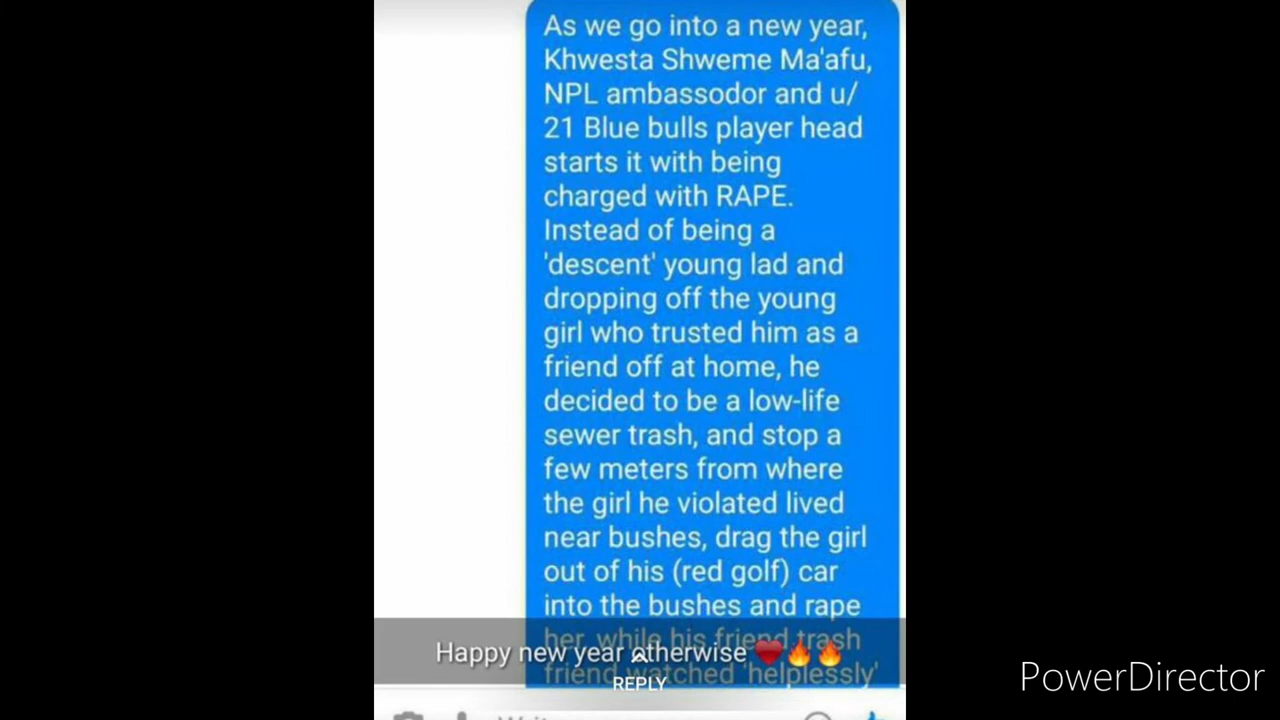 As we go into a new year,
Khwesta Shweme Ma'afu,
NPL ambassodor and u/
21 Blue bulls player head
starts it with being
charged with RAPE.
Instead of being a
'descent' young lad and
dropping off the young
girl who trusted him as a
friend off at home, he
decided to be a low-life
sewer trash, and stop a
few meters from where
the girl he violated lived
near bushes, drag the girl
out of his (red golf) car
into the bushes and rape
her, while his friend trash
Happy new year otherwise ❤️🔥🔥
friend watched 'helplessly'
REPLY
PowerDirector